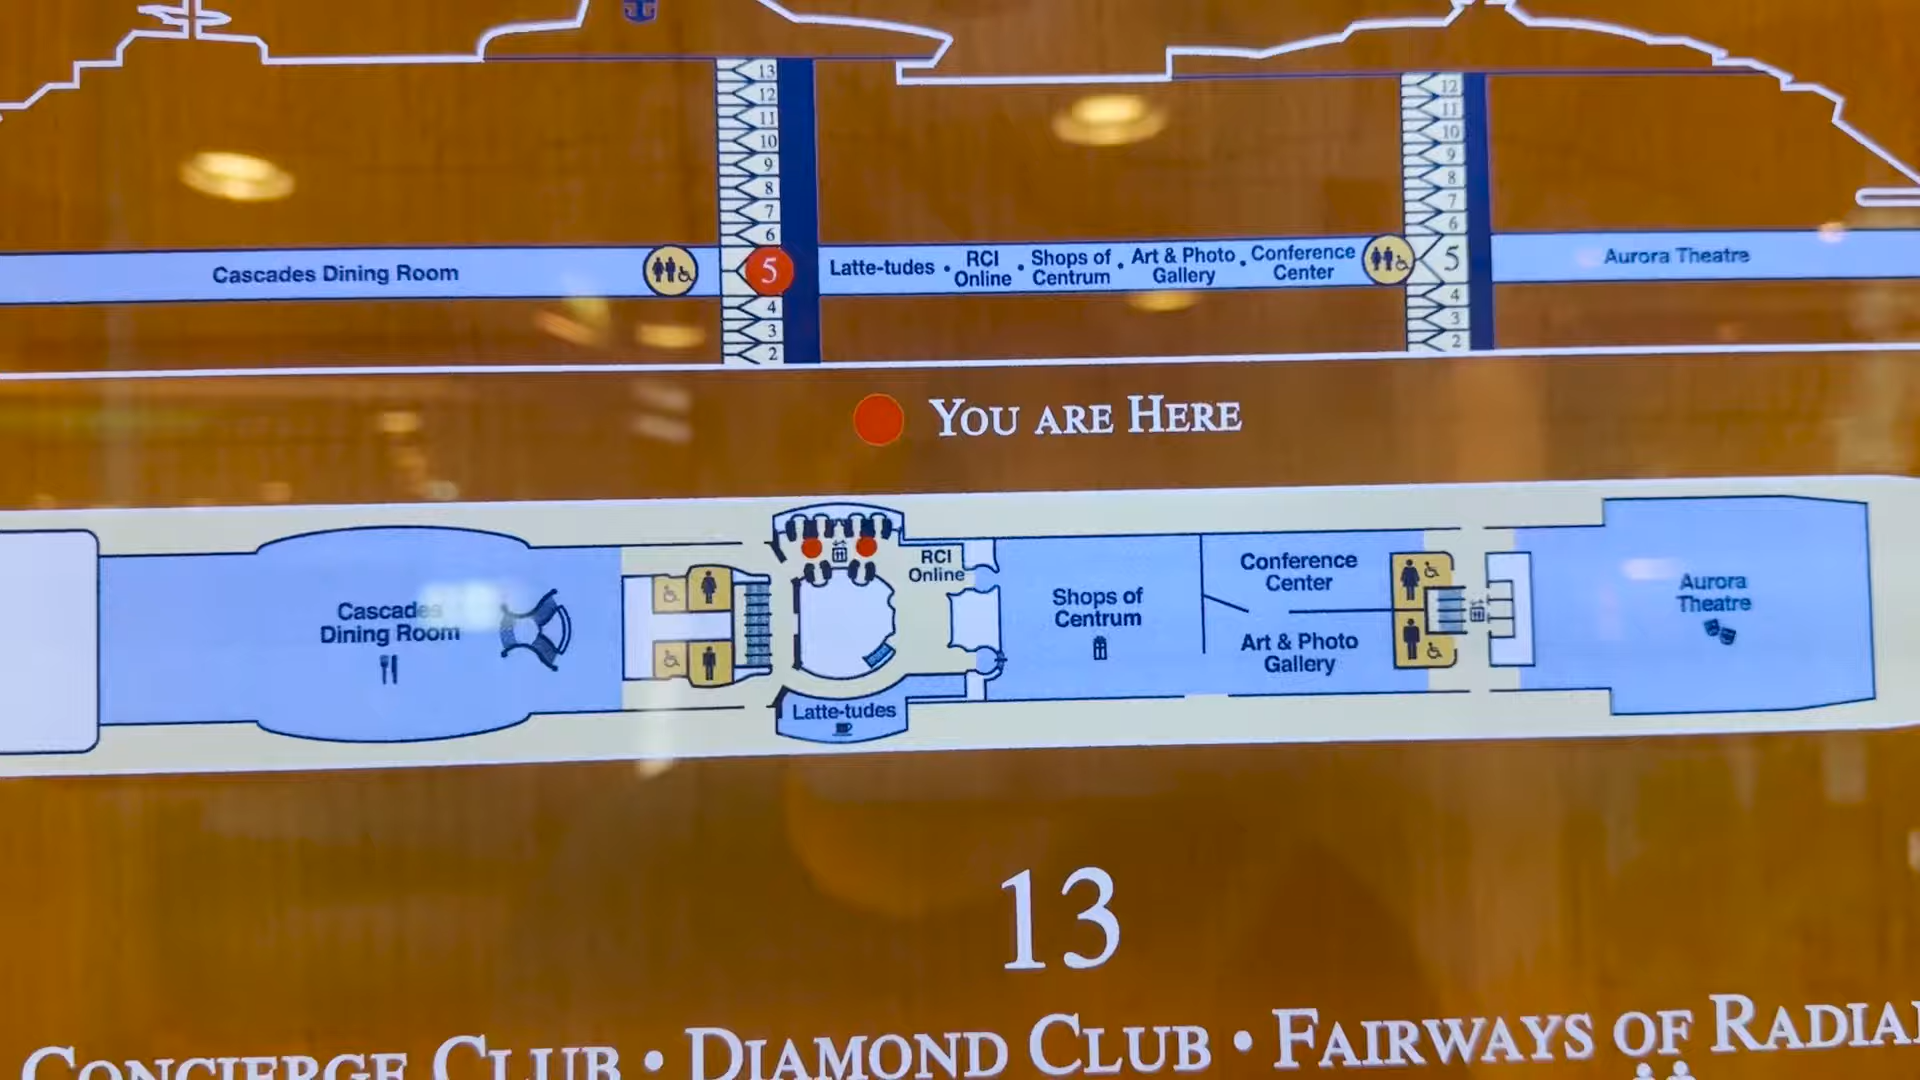 13
12
11
10
9
8
7
6
5
4
3
2
12
11
10
9
8
7
6
5
4
3
2
Cascades Dining Room
Latte-tudes • RCI Online • Shops of Centrum • Art & Photo Gallery • Conference Center
Aurora Theatre
YOU ARE HERE
Cascades
Dining Room
RCI
Online
Latte-tudes
Shops of
Centrum
Conference
Center
Art & Photo
Gallery
Aurora
Theatre
13
CONCIERGE CLUB • DIAMOND CLUB • FAIRWAYS OF RADIA